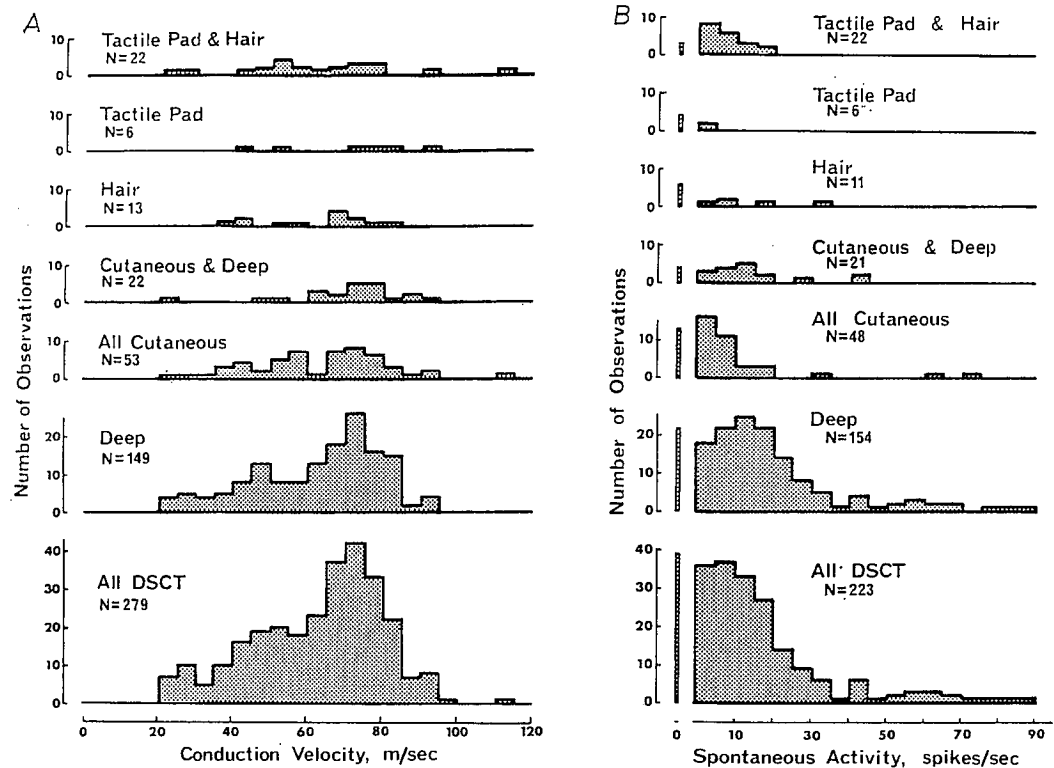 A
Tactile Pad & Hair
N=22
10
0
Tactile Pad
N=6
10
0
Hair
N=13
10
0
Cutaneous & Deep
N=22
10
0
All Cutaneous
N=53
10
0
Deep
N=149
20
10
0
All DSCT
N=279
40
30
20
10
0
Number of Observations
0 20 40 60 80 100 120
Conduction Velocity, m/sec
B
Tactile Pad & Hair
N=22
10
0
Tactile Pad
N=6
10
0
Hair
N=11
10
0
Cutaneous & Deep
N=21
10
0
All Cutaneous
N=48
10
0
Deep
N=154
20
10
0
All DSCT
N=223
40
30
20
10
0
Number of Observations
0 10 30 50 70 90
Spontaneous Activity, spikes/sec